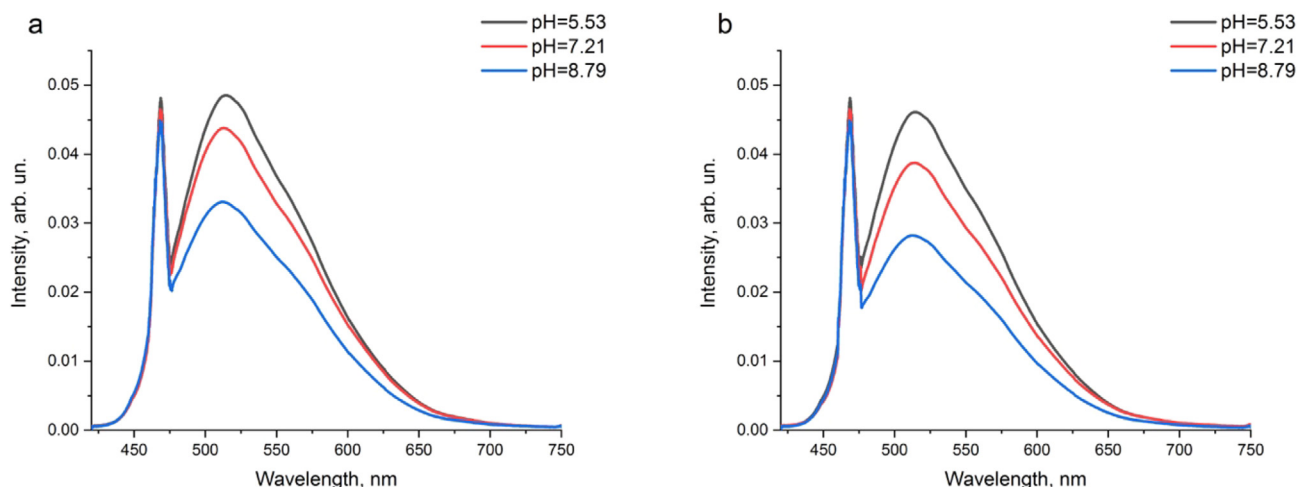 a
pH=5.53
pH=7.21
pH=8.79
0.05
0.04
0.03
0.02
0.01
0.00
Intensity, arb. un.
450 500 550 600 650 700 750
Wavelength, nm
b
pH=5.53
pH=7.21
pH=8.79
0.05
0.04
0.03
0.02
0.01
0.00
Intensity, arb. un.
450 500 550 600 650 700 750
Wavelength, nm